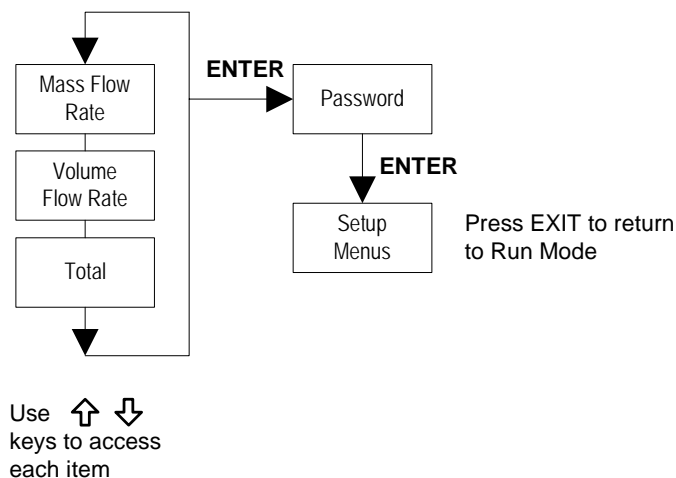 ENTER
Mass Flow
Rate
Password
Volume
Flow Rate
ENTER
Total
Setup
Menus
Press EXIT to return
to Run Mode
Use
keys to access
each item